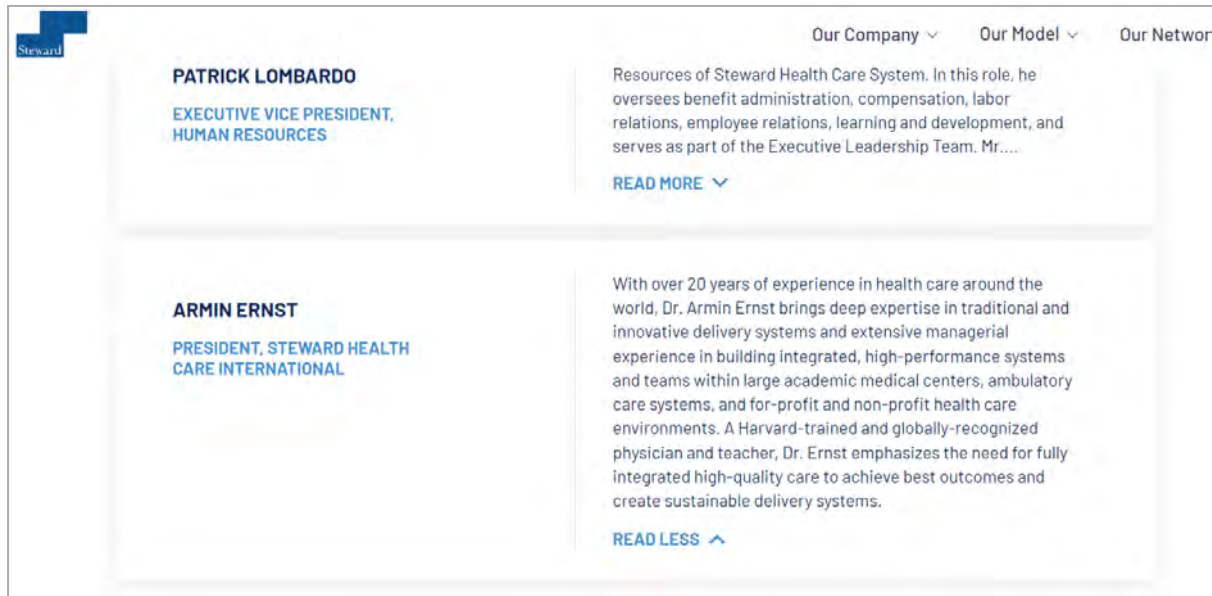 Steward
Our Company
Our Model
Our Networ
PATRICK LOMBARDO
EXECUTIVE VICE PRESIDENT,
HUMAN RESOURCES
Resources of Steward Health Care System. In this role, he
oversees benefit administration, compensation, labor
relations, employee relations, learning and development, and
serves as part of the Executive Leadership Team. Mr....
READ MORE
ARMIN ERNST
PRESIDENT, STEWARD HEALTH
CARE INTERNATIONAL
With over 20 years of experience in health care around the
world, Dr. Armin Ernst brings deep expertise in traditional and
innovative delivery systems and extensive managerial
experience in building integrated, high-performance systems
and teams within large academic medical centers, ambulatory
care systems, and for-profit and non-profit health care
environments. A Harvard-trained and globally-recognized
physician and teacher, Dr. Ernst emphasizes the need for fully
integrated high-quality care to achieve best outcomes and
create sustainable delivery systems.
READ LESS